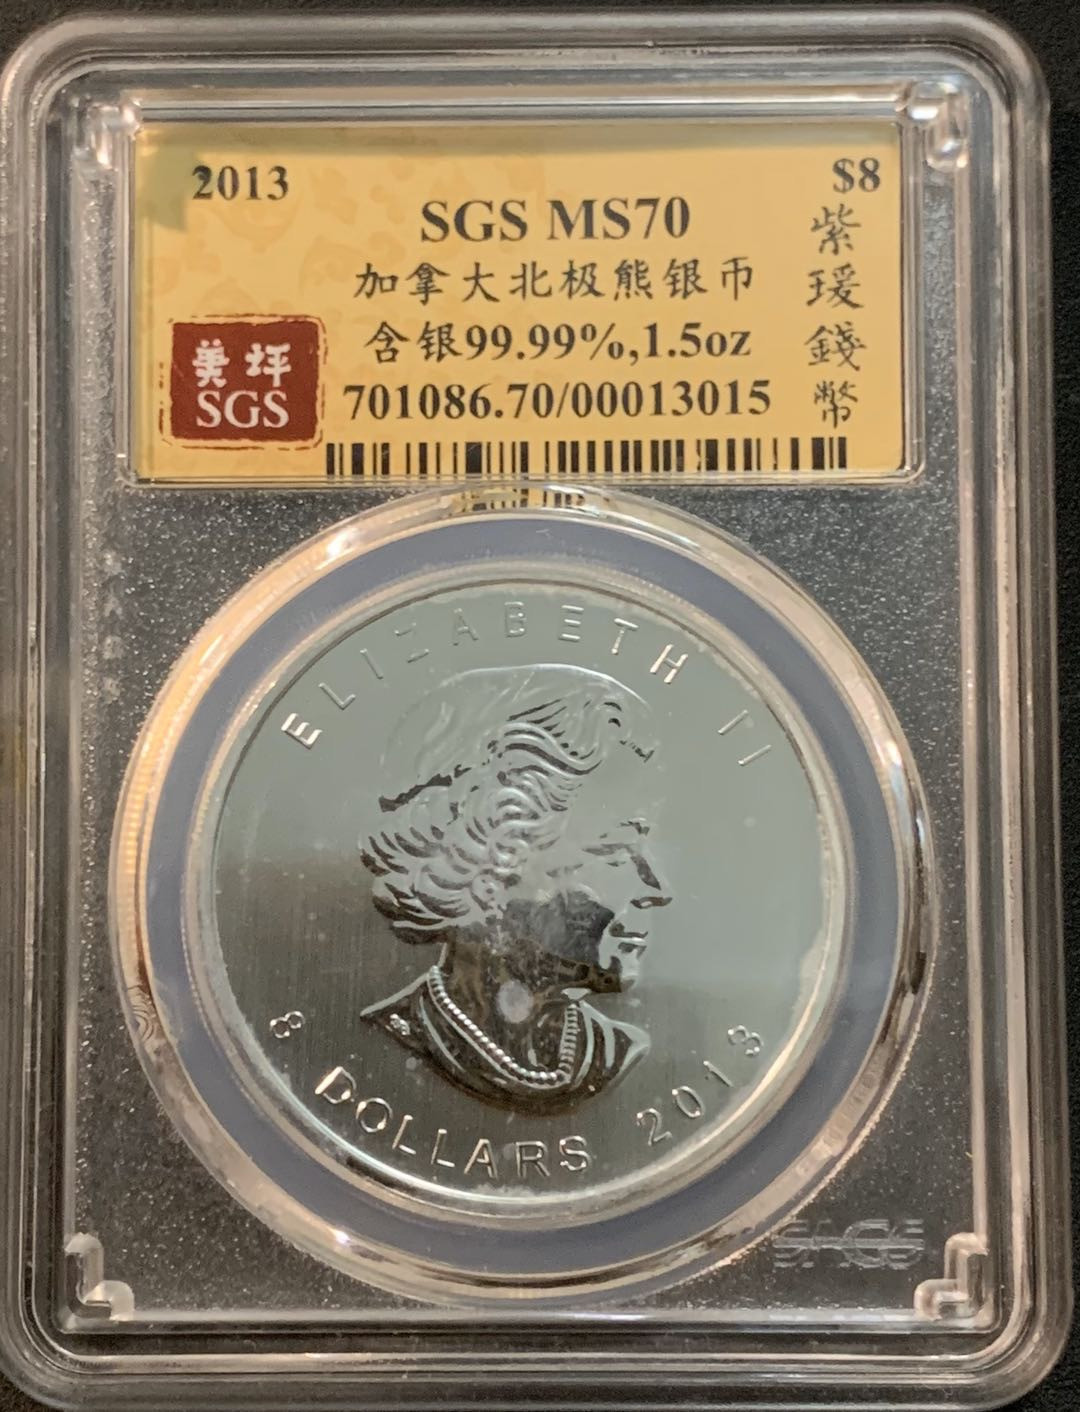 2013
$8
SGS MS70
加拿大北极熊银币
含银99.99%,1.5oz
701086.70/00013015
紫瑗錢幣
美评
SGS
ELIZABETH II
8 DOLLARS 2013